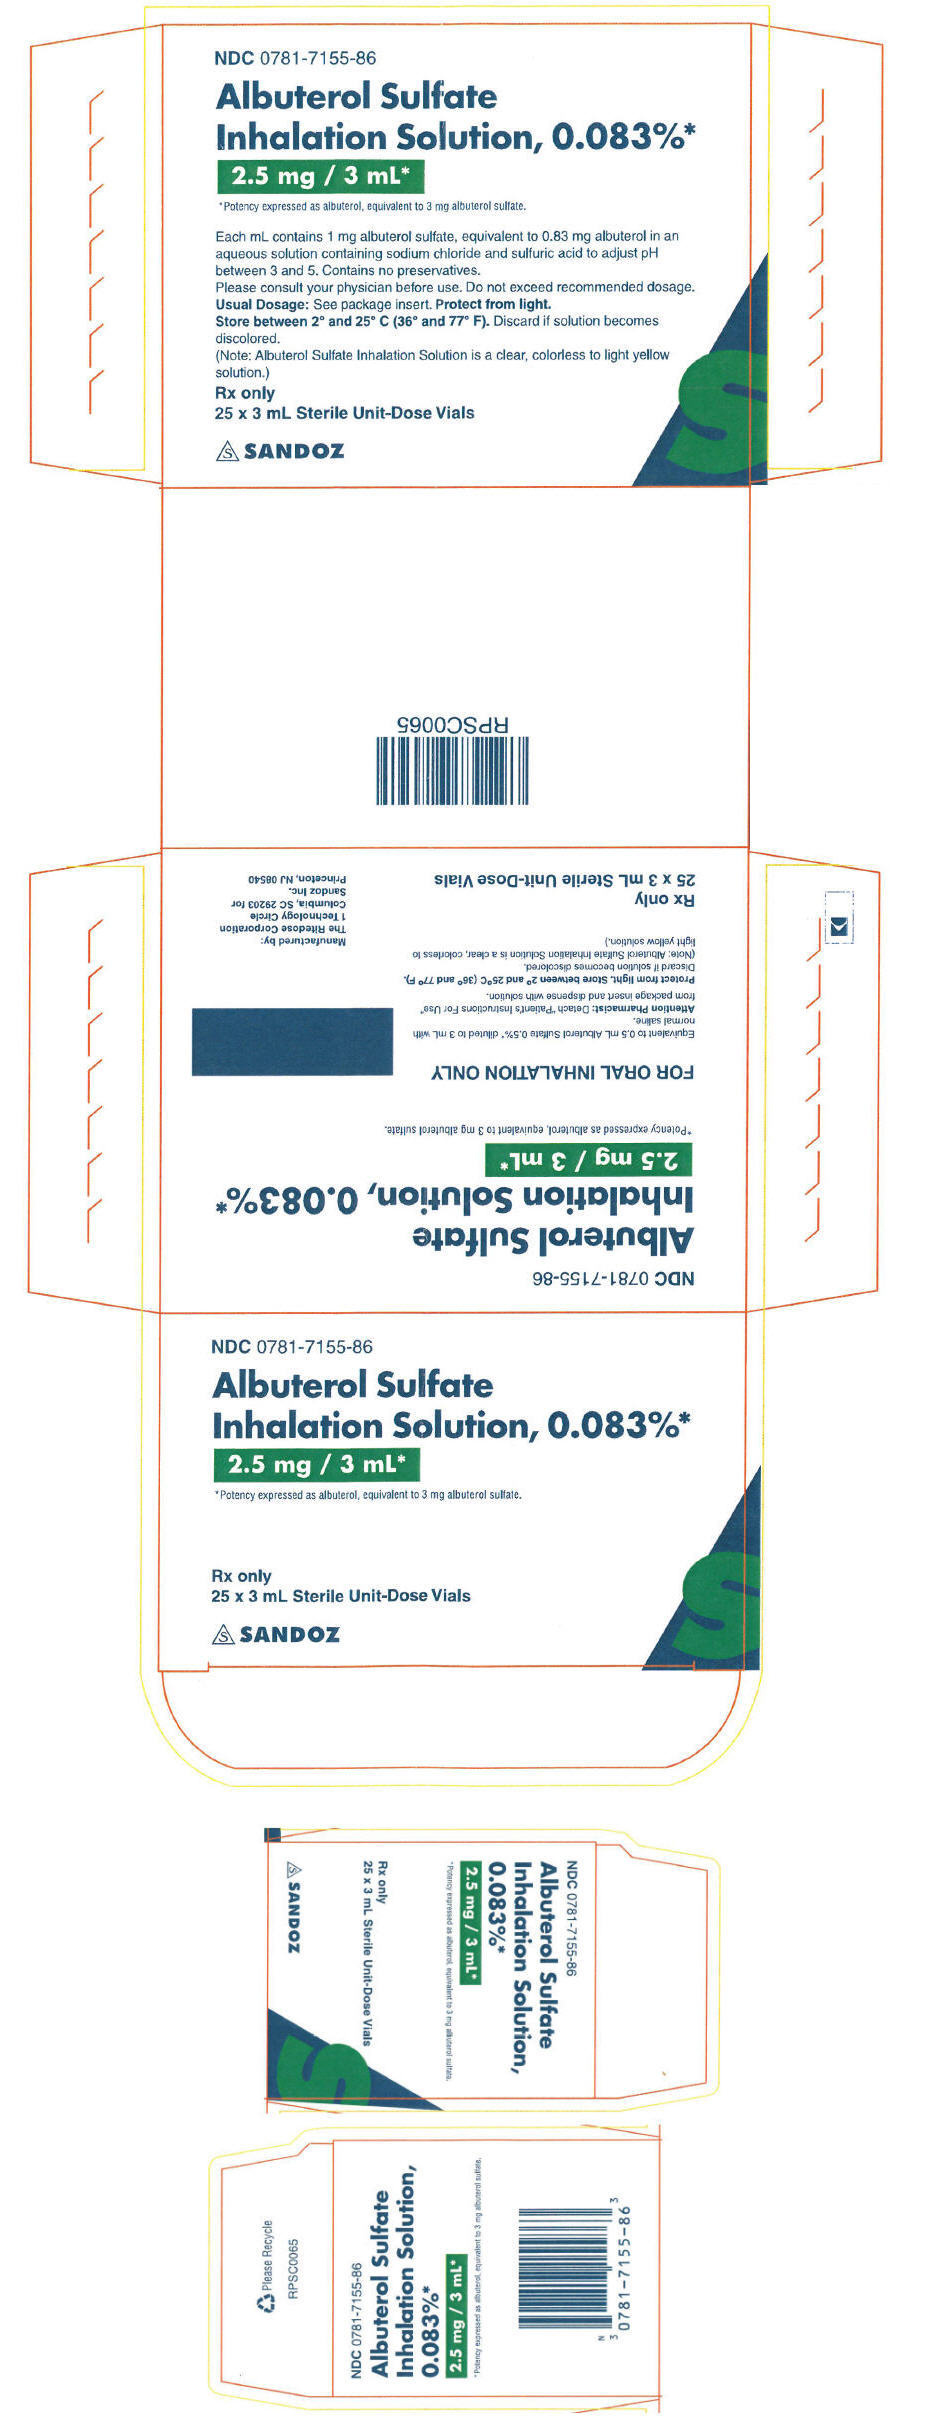 NDC 0781-7155-86
Albuterol Sulfate
Inhalation Solution, 0.083%*
2.5 mg / 3 mL*
*Potency expressed as albuterol, equivalent to 3 mg albuterol sulfate.
Each mL contains 1 mg albuterol sulfate, equivalent to 0.83 mg albuterol in an
aqueous solution containing sodium chloride and sulfuric acid to adjust pH
between 3 and 5. Contains no preservatives.
Please consult your physician before use. Do not exceed recommended dosage.
Usual Dosage: See package insert. Protect from light.
Store between 2° and 25° C (36° and 77° F). Discard if solution becomes
discolored.
(Note: Albuterol Sulfate Inhalation Solution is a clear, colorless to light yellow
solution.)
Rx only
25 x 3 mL Sterile Unit-Dose Vials
S SANDOZ
S
RPSC0065
NDC 0781-7155-86
Albuterol Sulfate
Inhalation Solution, 0.083%*
2.5 mg / 3 mL*
*Potency expressed as albuterol, equivalent to 3 mg albuterol sulfate.
FOR ORAL INHALATION ONLY
Equivalent to 0.5 mL Albuterol Sulfate 0.5%* diluted to 3 mL with
normal saline.
Attention Pharmacist: Detach "Patient's Instructions For Use"
from package insert and dispense with solution.
Protect from light. Store between 2° and 25°C (36° and 77° F).
Discard if solution becomes discolored.
(Note: Albuterol Sulfate Inhalation Solution is a clear, colorless to
light yellow solution.)
Rx only
25 x 3 mL Sterile Unit-Dose Vials
Manufactured by:
The Ritedose Corporation
1 Technology Circle
Columbia, SC 29203 for
Sandoz Inc.
Princeton, NJ 08540
NDC 0781-7155-86
Albuterol Sulfate
Inhalation Solution, 0.083%*
2.5 mg / 3 mL*
*Potency expressed as albuterol, equivalent to 3 mg albuterol sulfate.
Rx only
25 x 3 mL Sterile Unit-Dose Vials
S SANDOZ
S
NDC 0781-7155-86
Albuterol Sulfate
Inhalation Solution,
0.083%*
2.5 mg / 3 mL*
*Potency expressed as albuterol, equivalent to 3 mg albuterol sulfate.
Rx only
25 x 3 mL Sterile Unit-Dose Vials
S SANDOZ
S
Please Recycle
RPSC0065
NDC 0781-7155-86
Albuterol Sulfate
Inhalation Solution,
0.083%*
2.5 mg / 3 mL*
*Potency expressed as albuterol, equivalent to 3 mg albuterol sulfate.
N
3 0781-7155-86 3